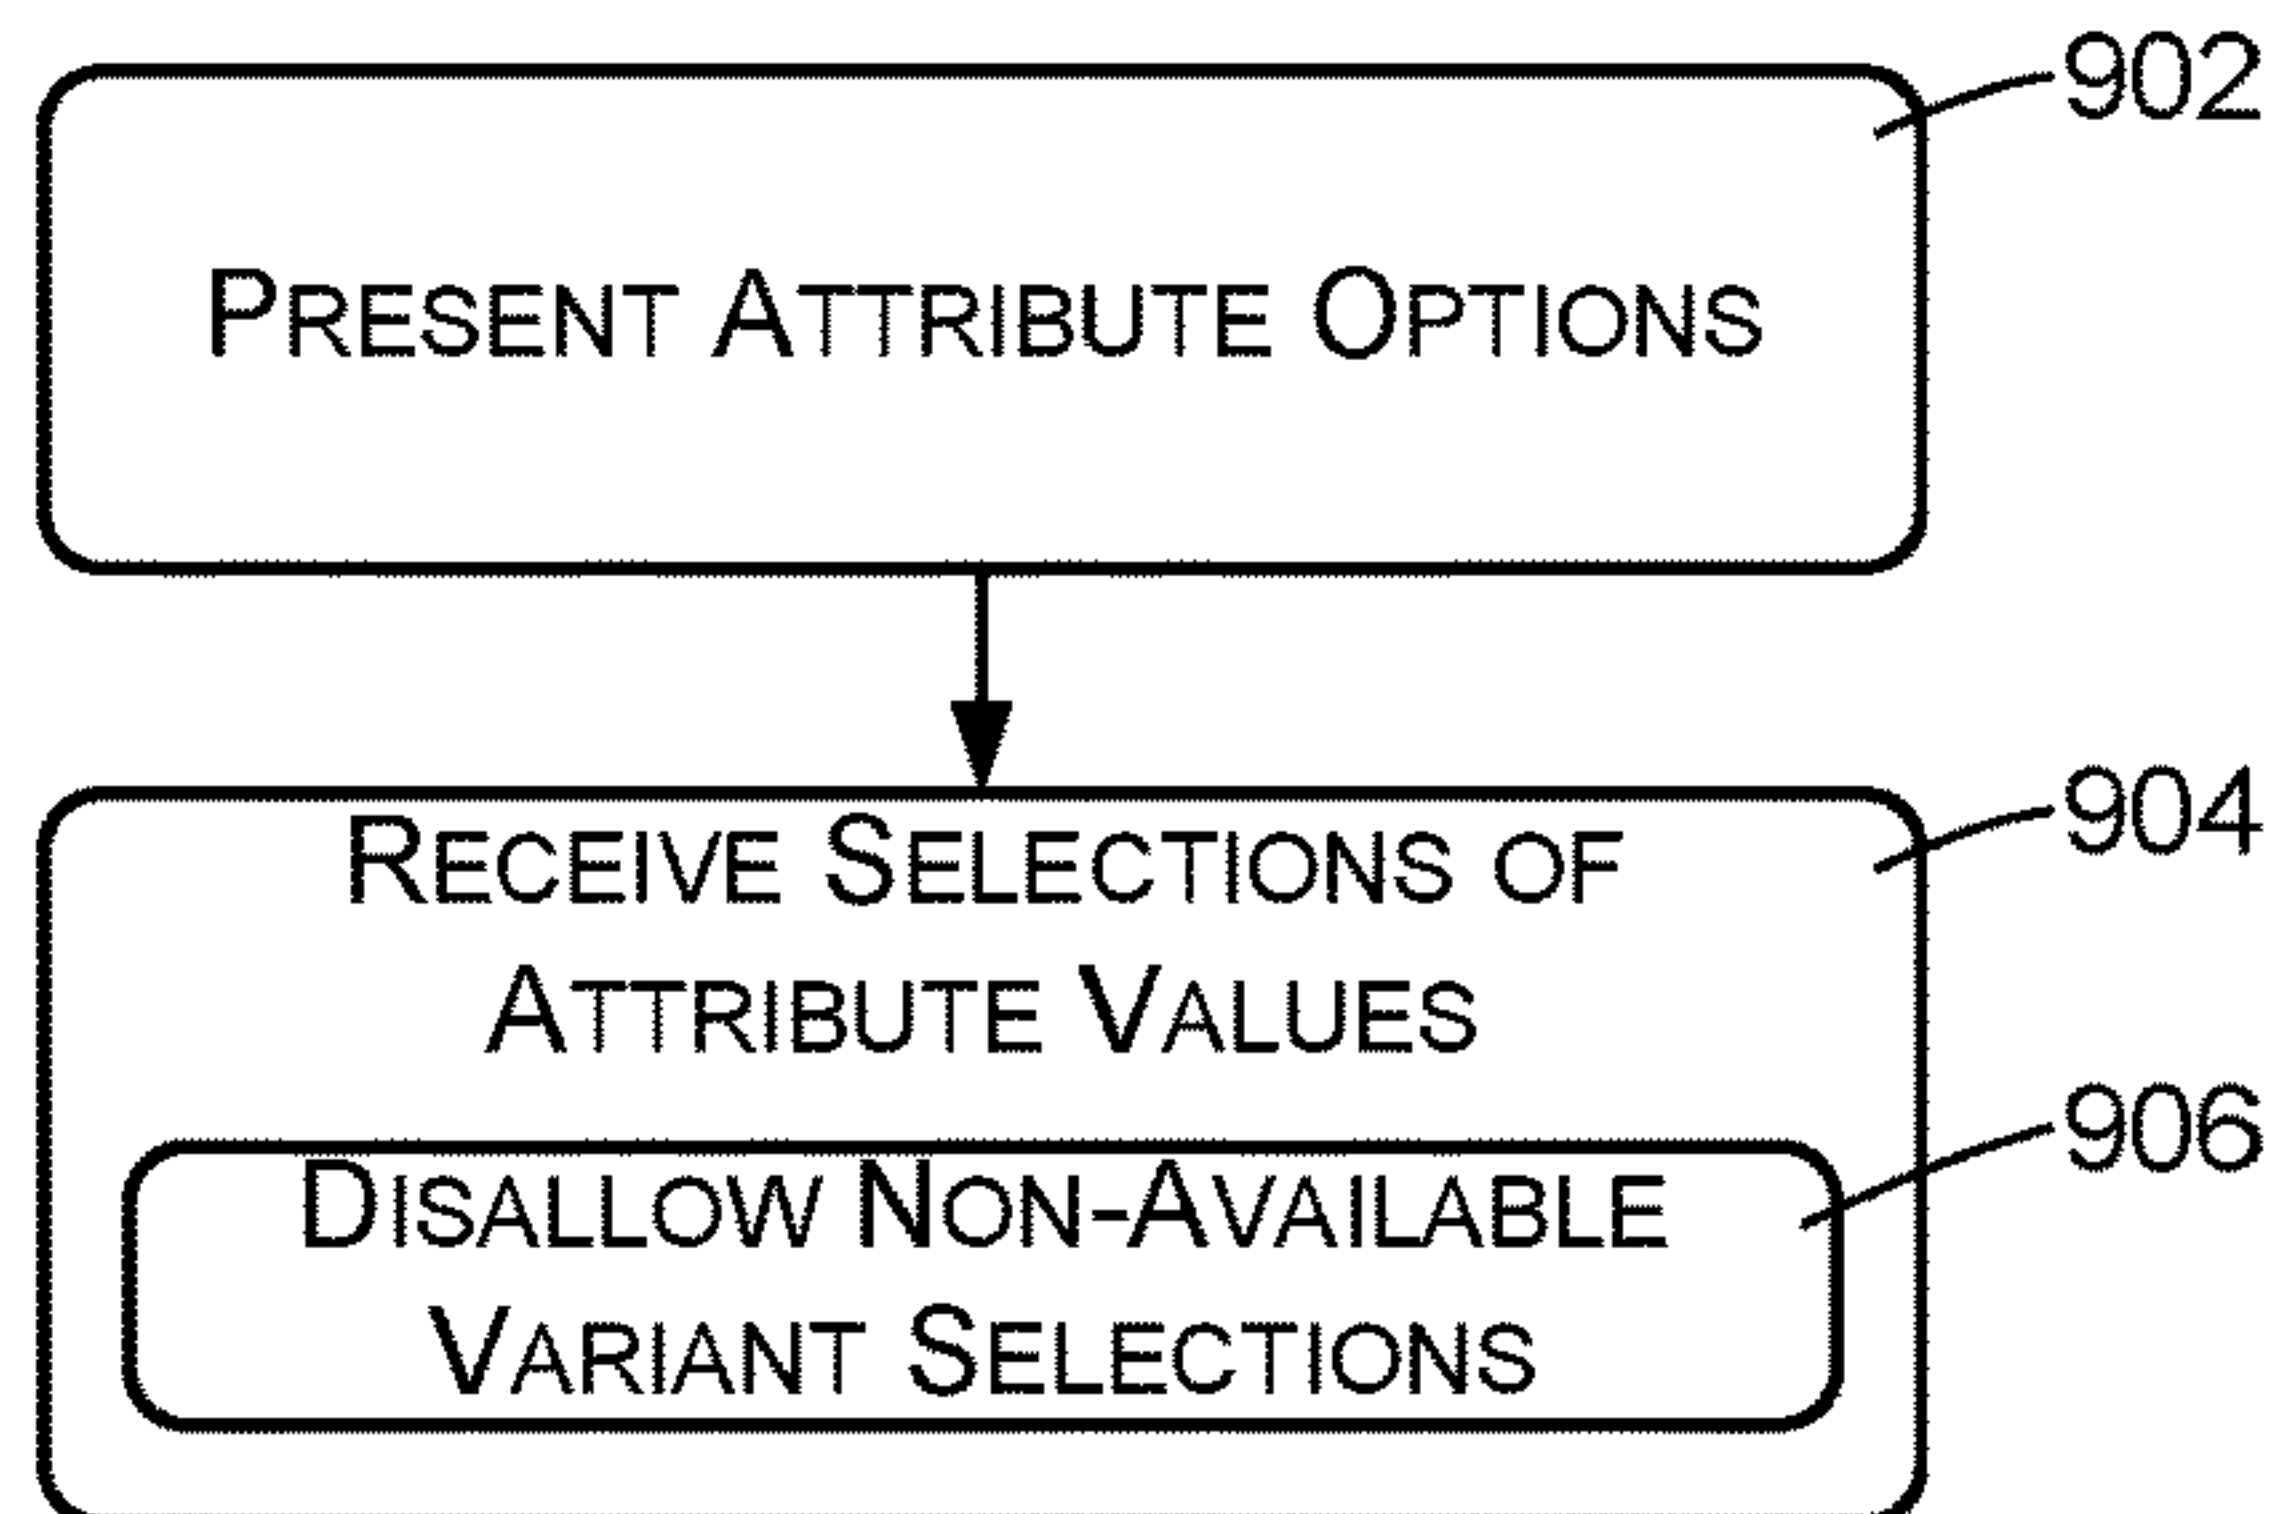 902
PRESENT ATTRIBUTE OPTIONS
904
RECEIVE SELECTIONS OF
ATTRIBUTE VALUES
906
DISALLOW NON-AVAILABLE
VARIANT SELECTIONS